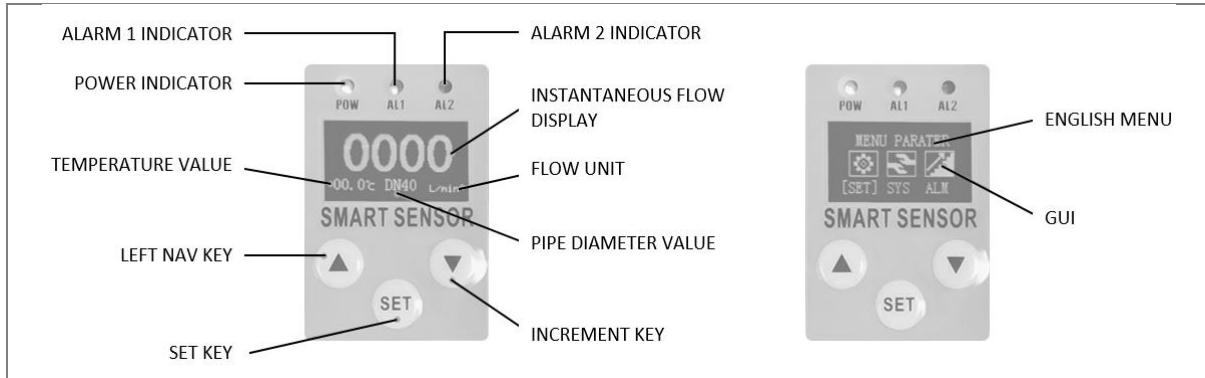 ALARM 1 INDICATOR
POWER INDICATOR
TEMPERATURE VALUE
LEFT NAV KEY
SET KEY
POW AL1 AL2
0000
00.0℃ DN40 L/min
SMART SENSOR
SET
ALARM 2 INDICATOR
INSTANTANEOUS FLOW
DISPLAY
FLOW UNIT
PIPE DIAMETER VALUE
INCREMENT KEY
POW AL1 AL2
MENU PARATER
[SET] SYS ALM
SMART SENSOR
SET
ENGLISH MENU
GUI